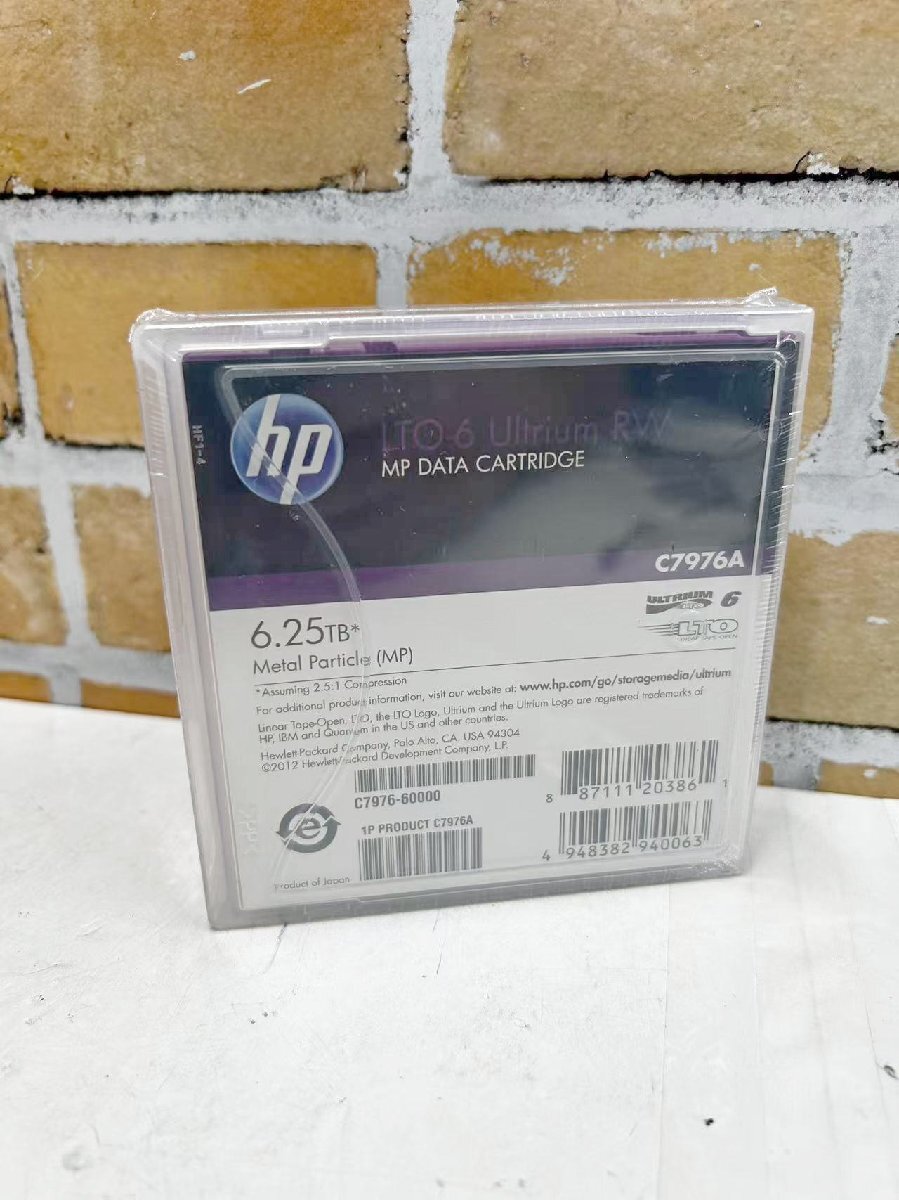 hp
LTO-6 Ultrium RW
MP DATA CARTRIDGE
C7976A
ULTRIUM 6
LTO
6.25TB*
Metal Particle (MP)
*Assuming 2.5:1 Compression
For additional product information, visit our website at: www.hp.com/go/storagemedia/ultrium
Linear Tape-Open, LTO, the LTO Logo, Ultrium and the Ultrium Logo are registered trademarks of
HP, IBM and Quantum in the US and other countries.
Hewlett-Packard Company, Palo Alto, CA USA 94304
©2012 Hewlett-Packard Development Company, L.P.
C7976-60000
8 87111 20386 1
1P PRODUCT C7976A
4 948382 940063
Product of Japan